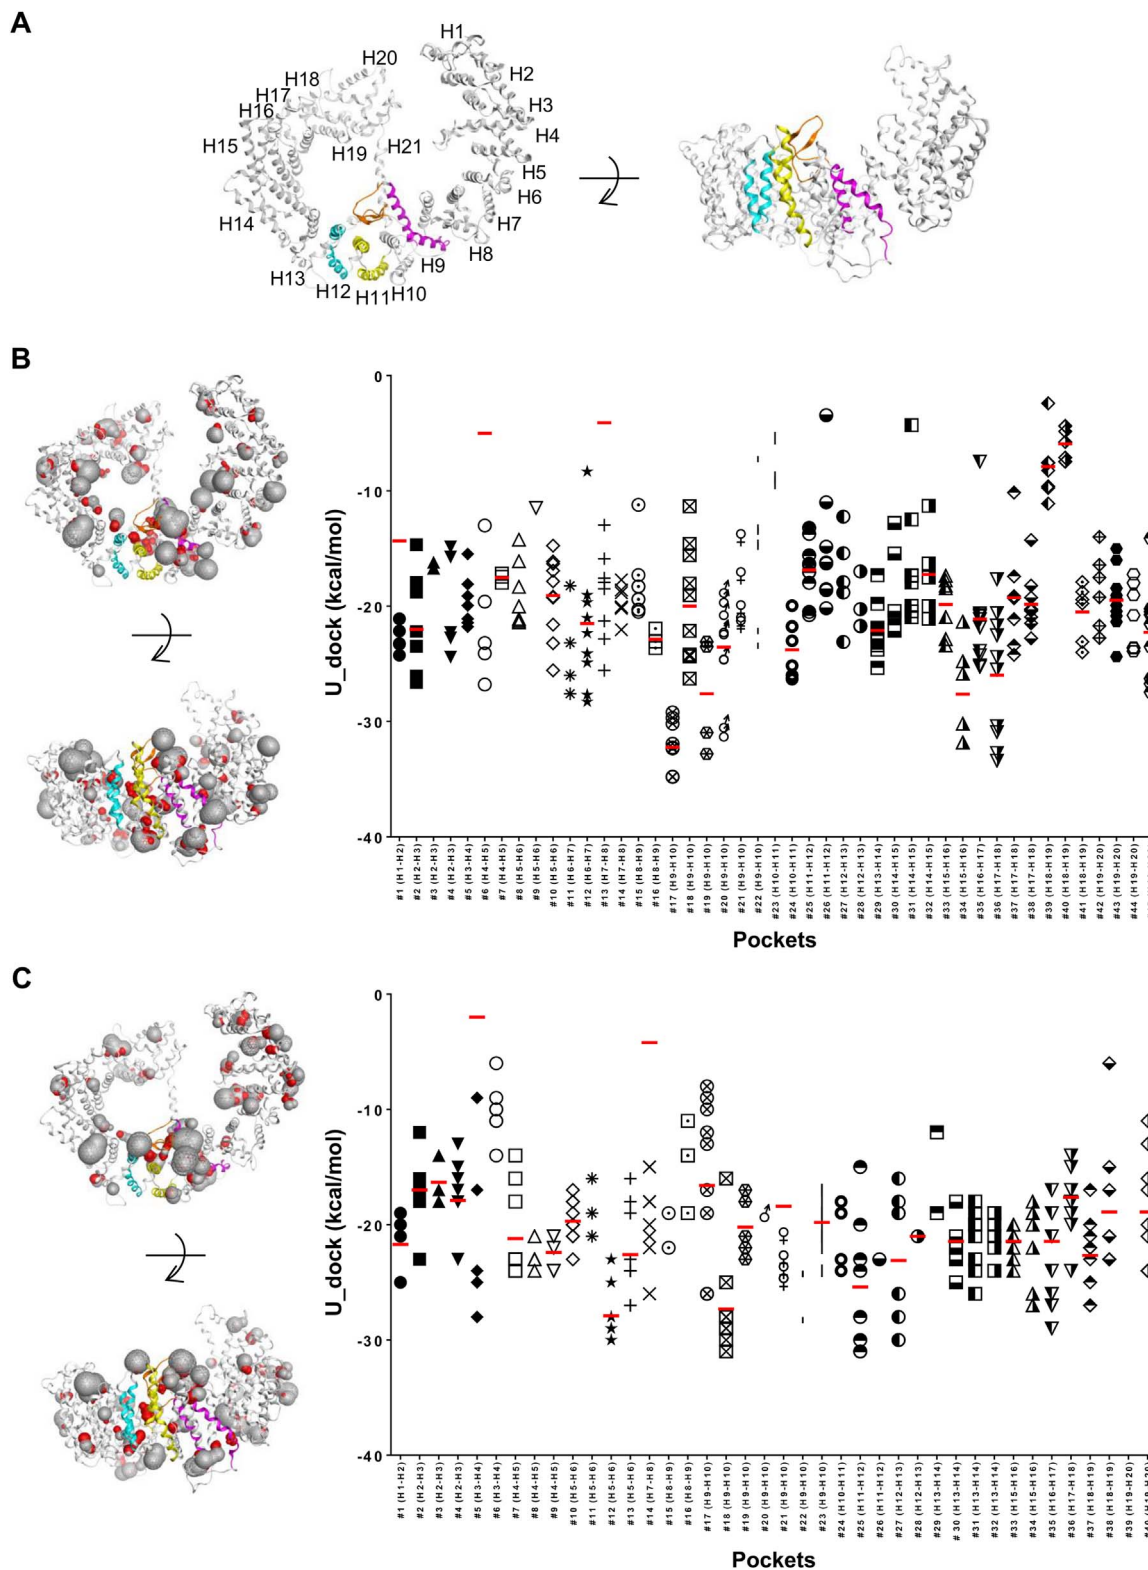 A
H1
H20
H2
H18
H17
H3
H16
H4
H15
H21
H19
H5
H6
H14
H7
H9
H8
H13
H12
H11
H10
B
U_dock (kcal/mol)
0
-10
-20
-30
-40
#1 (H1-H2)
#2 (H2-H3)
#3 (H2-H3)
#4 (H2-H3)
#5 (H3-H4)
#6 (H4-H5)
#7 (H4-H5)
#8 (H5-H6)
#9 (H5-H6)
#10 (H5-H6)
#11 (H6-H7)
#12 (H6-H7)
#13 (H7-H8)
#14 (H7-H8)
#15 (H8-H9)
#16 (H8-H9)
#17 (H9-H10)
#18 (H9-H10)
#19 (H9-H10)
#20 (H9-H10)
#21 (H9-H10)
#22 (H9-H10)
#23 (H10-H11)
#24 (H10-H11)
#25 (H11-H12)
#26 (H11-H12)
#27 (H12-H13)
#28 (H12-H13)
#29 (H13-H14)
#30 (H14-H15)
#31 (H14-H15)
#32 (H14-H15)
#33 (H15-H16)
#34 (H15-H16)
#35 (H16-H17)
#36 (H17-H18)
#37 (H17-H18)
#38 (H17-H18)
#39 (H18-H19)
#40 (H18-H19)
#41 (H18-H19)
#42 (H19-H20)
#43 (H19-H20)
#44 (H19-H20)
Pockets
C
U_dock (kcal/mol)
0
-10
-20
-30
-40
#1 (H1-H2)
#2 (H2-H3)
#3 (H2-H3)
#4 (H2-H3)
#5 (H3-H4)
#6 (H3-H4)
#7 (H4-H5)
#8 (H4-H5)
#9 (H4-H5)
#10 (H5-H6)
#11 (H5-H6)
#12 (H5-H6)
#13 (H5-H6)
#14 (H7-H8)
#15 (H8-H9)
#16 (H8-H9)
#17 (H9-H10)
#18 (H9-H10)
#19 (H9-H10)
#20 (H9-H10)
#21 (H9-H10)
#22 (H9-H10)
#23 (H9-H10)
#24 (H10-H11)
#25 (H11-H12)
#26 (H11-H12)
#27 (H12-H13)
#28 (H12-H13)
#29 (H13-H14)
# 30 (H13-H14)
#31 (H13-H14)
#32 (H13-H14)
#33 (H15-H16)
#34 (H15-H16)
#35 (H16-H17)
#36 (H17-H18)
#37 (H18-H19)
#38 (H18-H19)
#39 (H19-H20)
Pockets